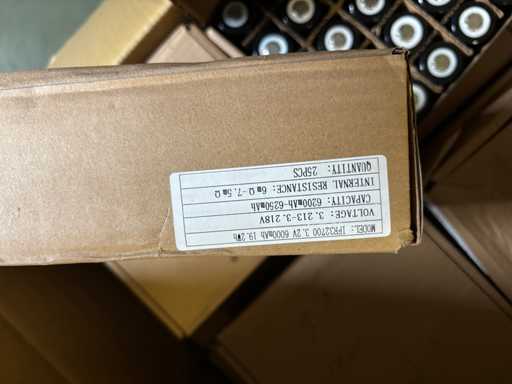 MODEL: IFR32700 3.2V 6000mAh 19.2Wh
VOLTAGE: 3.213-3.218V
CAPACITY: 6200mAh-6250mAh
INTERNAL RESISTANCE: 6mΩ-7.5mΩ
QUANTITY: 25PCS